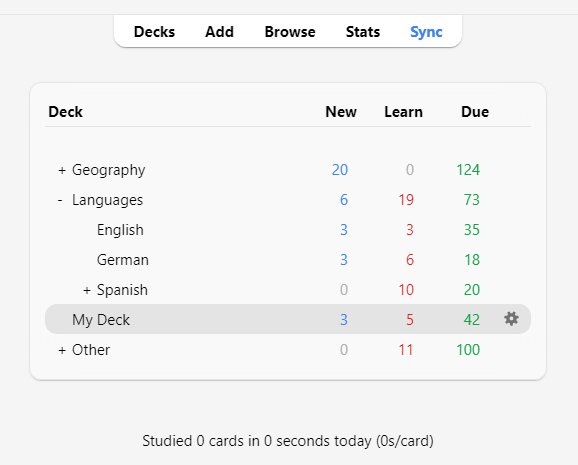 Decks Add Browse Stats Sync
Deck New Learn Due
+ Geography 20 0 124
- Languages 6 19 73
English 3 3 35
German 3 6 18
+ Spanish 0 10 20
My Deck 3 5 42
+ Other 0 11 100
Studied 0 cards in 0 seconds today (0s/card)